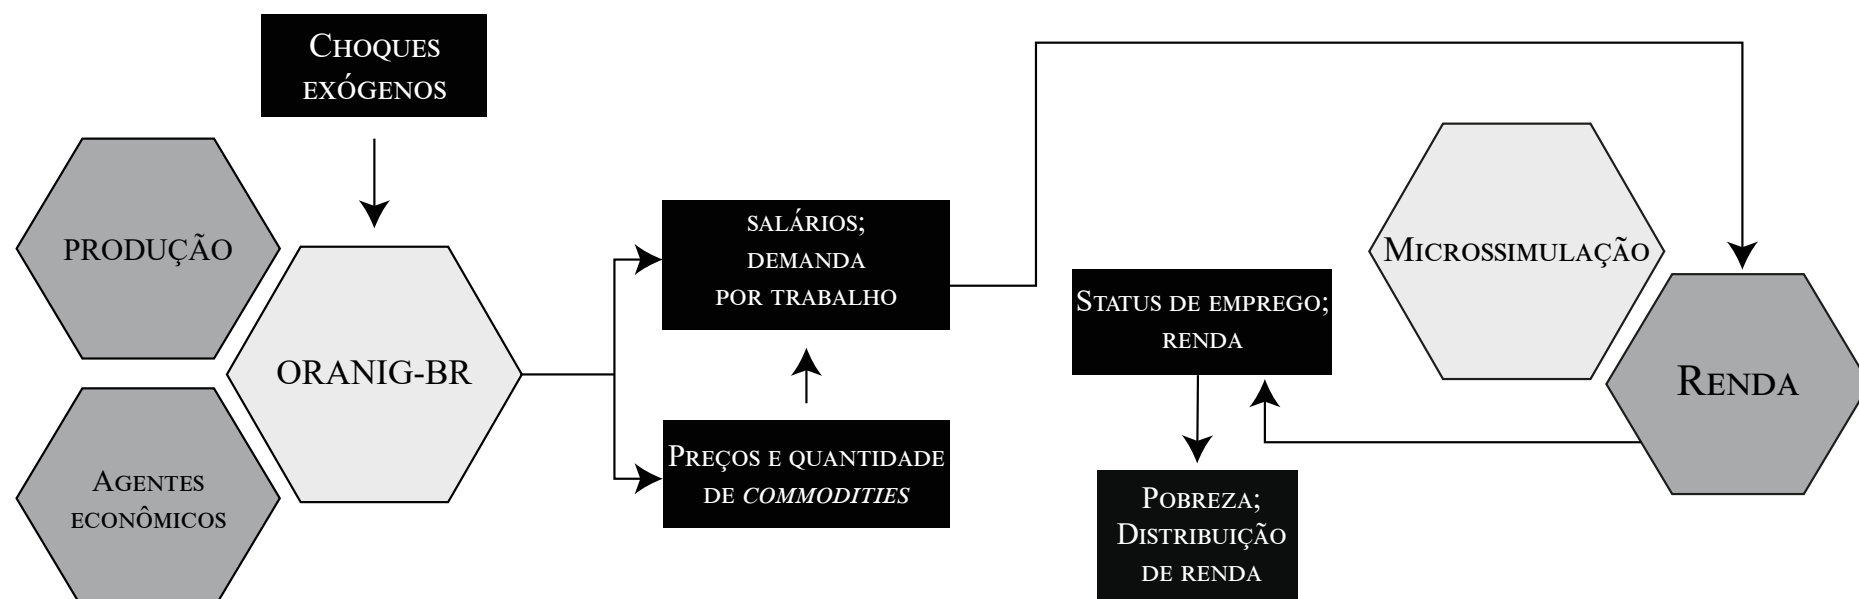 CHOQUES
EXÓGENOS
PRODUÇÃO
ORANIG-BR
AGENTES
ECONÔMICOS
SALÁRIOS;
DEMANDA
POR TRABALHO
PREÇOS E QUANTIDADE
DE COMMODITIES
STATUS DE EMPREGO;
RENDA
POBREZA;
DISTRIBUIÇÃO
DE RENDA
MICROSSIMULAÇÃO
RENDA